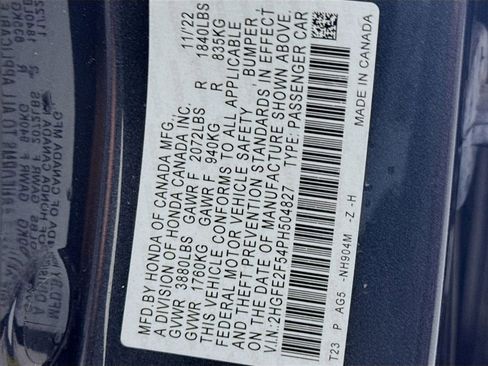 MFD.BY HONDA OF CANADA MFG. 11/22
A DIVISION OF HONDA CANADA INC.
GVWR 3880LBS GAWR F 2072LBS R 1840LBS
GVWR 1760KG GAWR F 940KG R 835KG
THIS VEHICLE CONFORMS TO ALL APPLICABLE
FEDERAL MOTOR VEHICLE SAFETY, BUMPER,
AND THEFT PREVENTION STANDARDS, IN EFFECT
ON THE DATE OF MANUFACTURE SHOWN ABOVE.
V.I.N: 2HGFE2F54PH504827 TYPE: PASSENGER CAR
T23 P AG5 -NH904M -Z -H
MADE IN CANADA